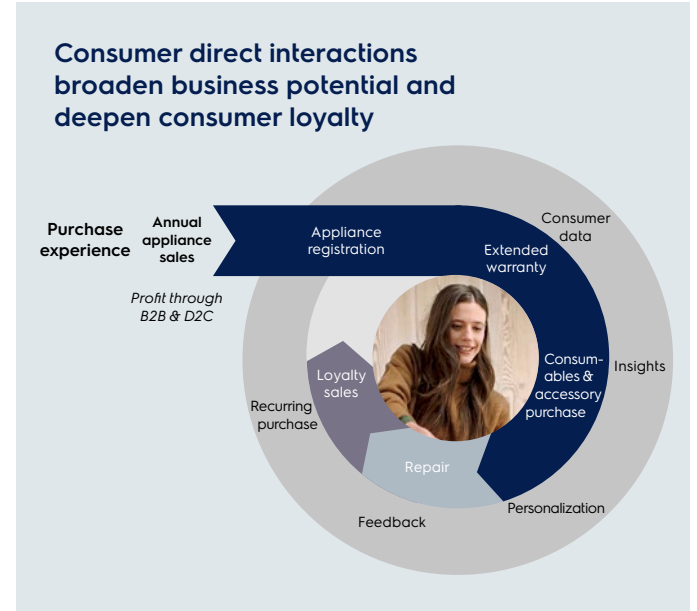 Consumer direct interactions
broaden business potential and
deepen consumer loyalty
Purchase
experience
Annual
appliance
sales
Profit through
B2B & D2C
Appliance
registration
Extended
warranty
Consumer
data
Consum-
ables &
accessory
purchase
Insights
Personalization
Repair
Feedback
Loyalty
sales
Recurring
purchase